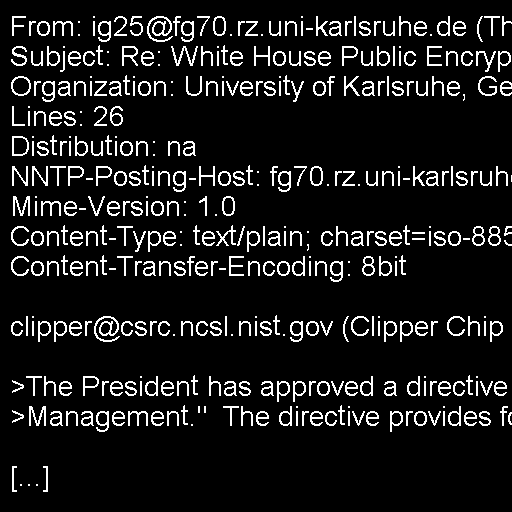 From: ig25@fg70.rz.uni-karlsruhe.de (Th
Subject: Re: White House Public Encryp
Organization: University of Karlsruhe, Ge
Lines: 26
Distribution: na
NNTP-Posting-Host: fg70.rz.uni-karlsruh
Mime-Version: 1.0
Content-Type: text/plain; charset=iso-885
Content-Transfer-Encoding: 8bit

clipper@csrc.ncsl.nist.gov (Clipper Chip

>The President has approved a directive
>Management."  The directive provides fo

[...]